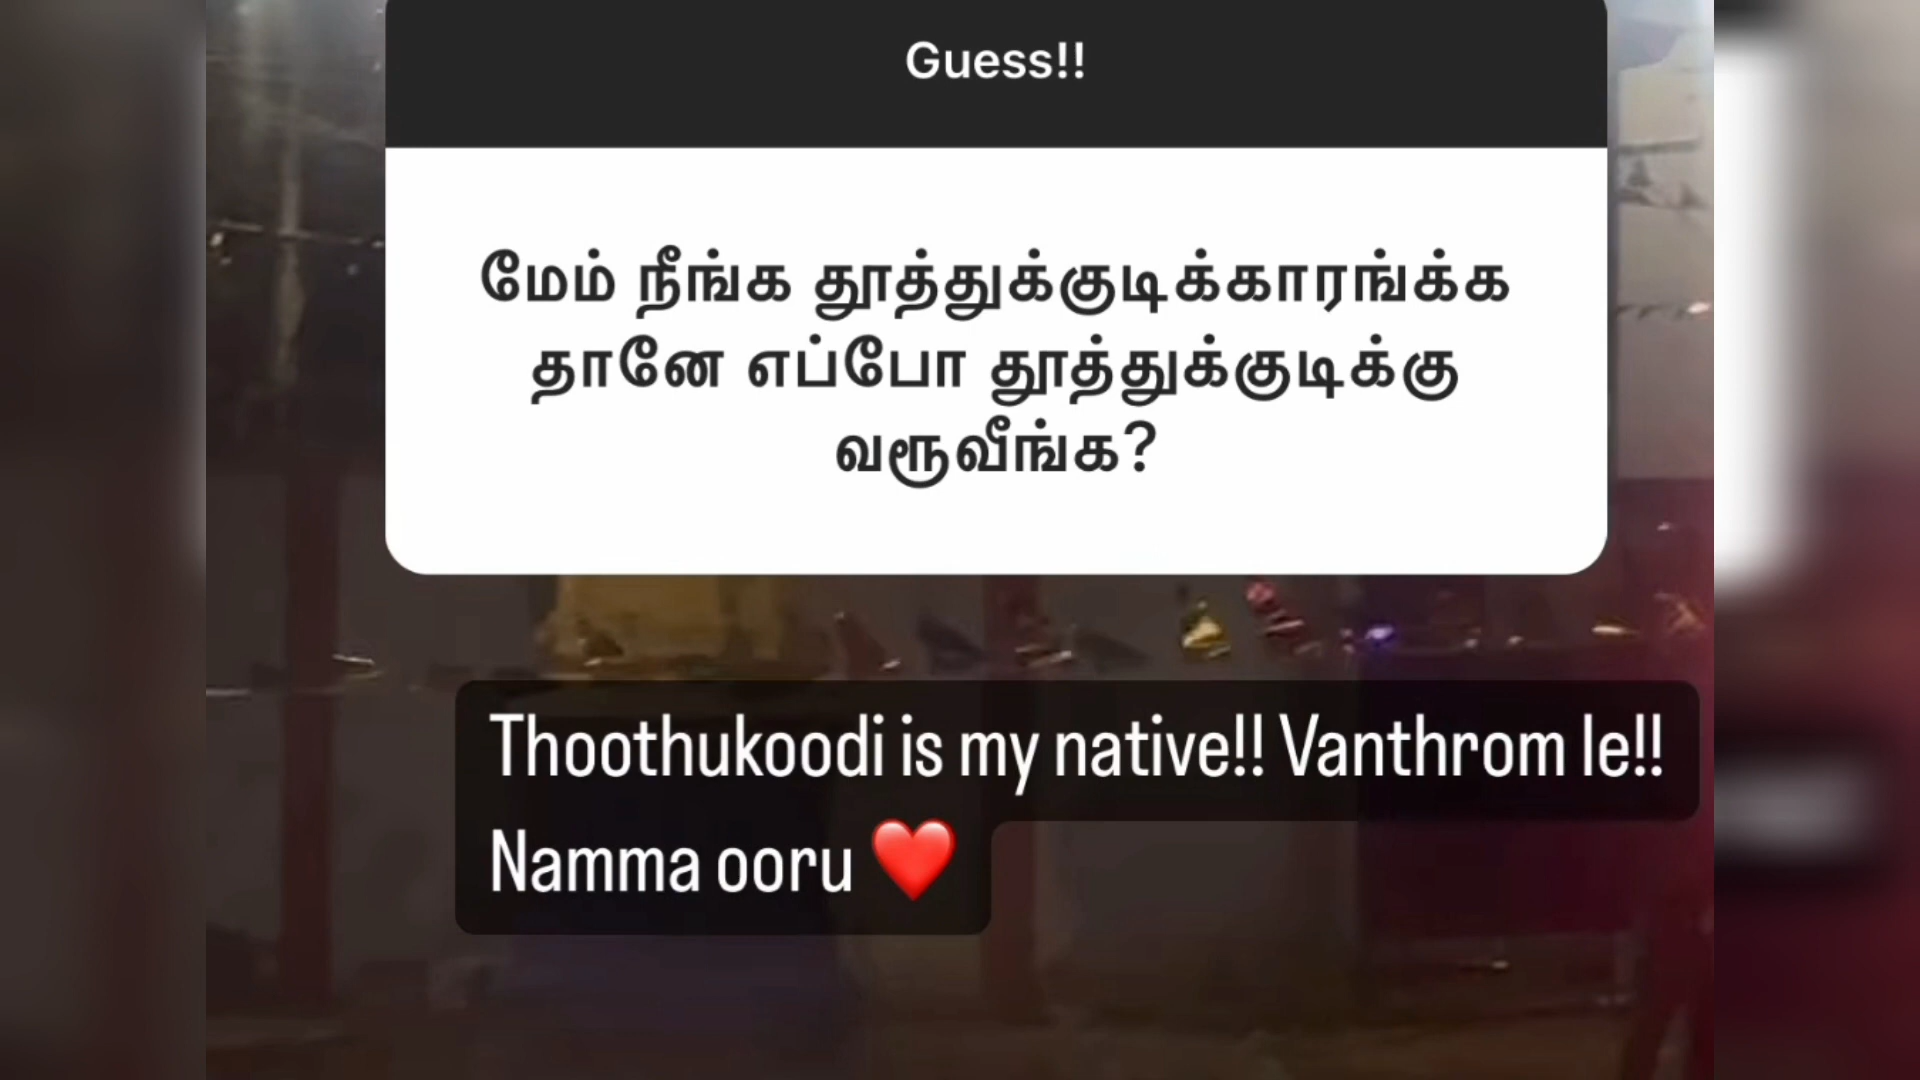 Guess!!
மேம் நீங்க தூத்துக்குடிக்காரங்க்க
தானே எப்போ தூத்துக்குடிக்கு
வரூவீங்க?
Thoothukoodi is my native!! Vanthrom le!!
Namma ooru ❤️